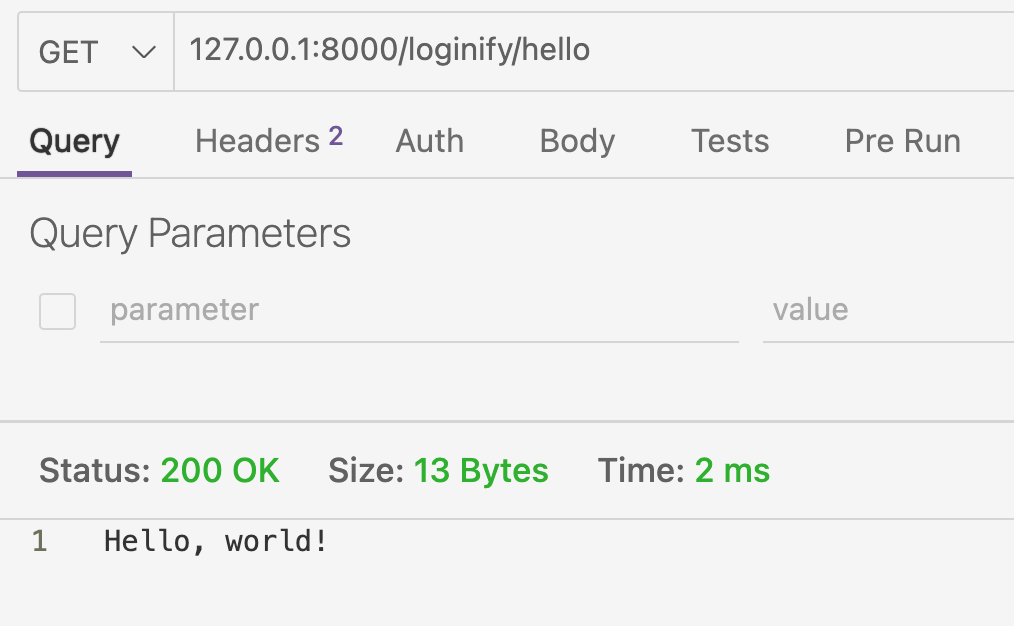 GET 127.0.0.1:8000/loginify/hello
Query Headers 2 Auth Body Tests Pre Run
Query Parameters
parameter value
Status: 200 OK Size: 13 Bytes Time: 2 ms
1 Hello, world!